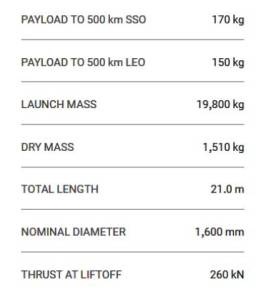 PAYLOAD TO 500 km SSO 170 kg
PAYLOAD TO 500 km LEO 150 kg
LAUNCH MASS 19,800 kg
DRY MASS 1,510 kg
TOTAL LENGTH 21.0 m
NOMINAL DIAMETER 1,600 mm
THRUST AT LIFTOFF 260 kN